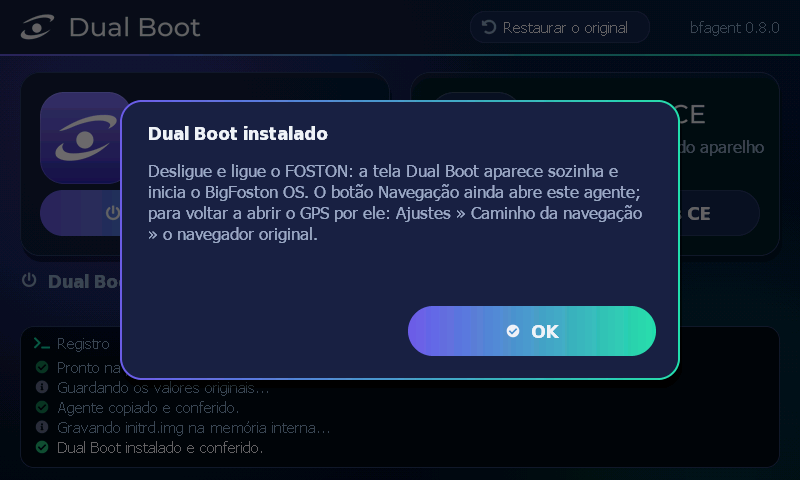 Dual Boot
Restaurar o original
bfagent 0.8.0
CE
do aparelho
CE
Dual Boot instalado
Desligue e ligue o FOSTON: a tela Dual Boot aparece sozinha e
inicia o BigFoston OS. O botão Navegação ainda abre este agente;
para voltar a abrir o GPS por ele: Ajustes » Caminho da navegação
» o navegador original.
OK
Dual Boo
Registro
Pronto na
Guardando os valores originais...
Agente copiado e conferido.
Gravando initrd.img na memória interna...
Dual Boot instalado e conferido.